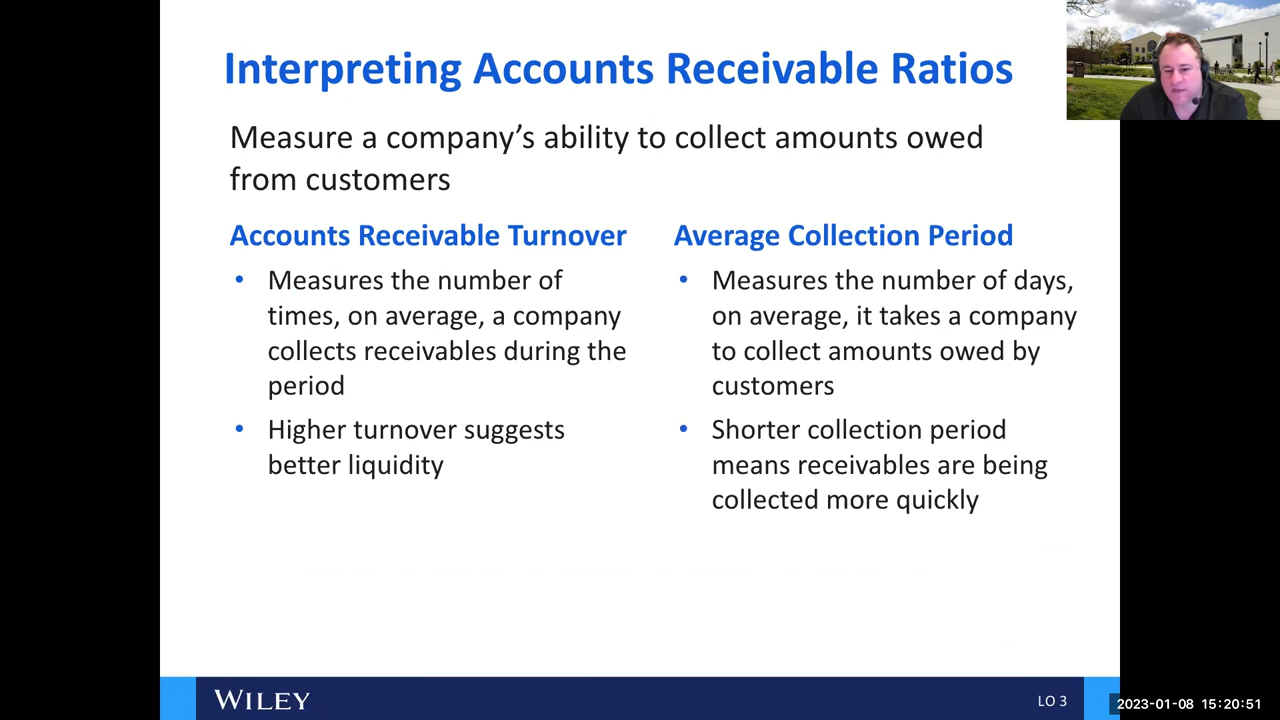 Interpreting Accounts Receivable Ratios
Measure a company’s ability to collect amounts owed
from customers
Accounts Receivable Turnover
• Measures the number of
times, on average, a company
collects receivables during the
period
• Higher turnover suggests
better liquidity
Average Collection Period
• Measures the number of days,
on average, it takes a company
to collect amounts owed by
customers
• Shorter collection period
means receivables are being
collected more quickly
WILEY
LO 3
2023-01-08 15:20:51